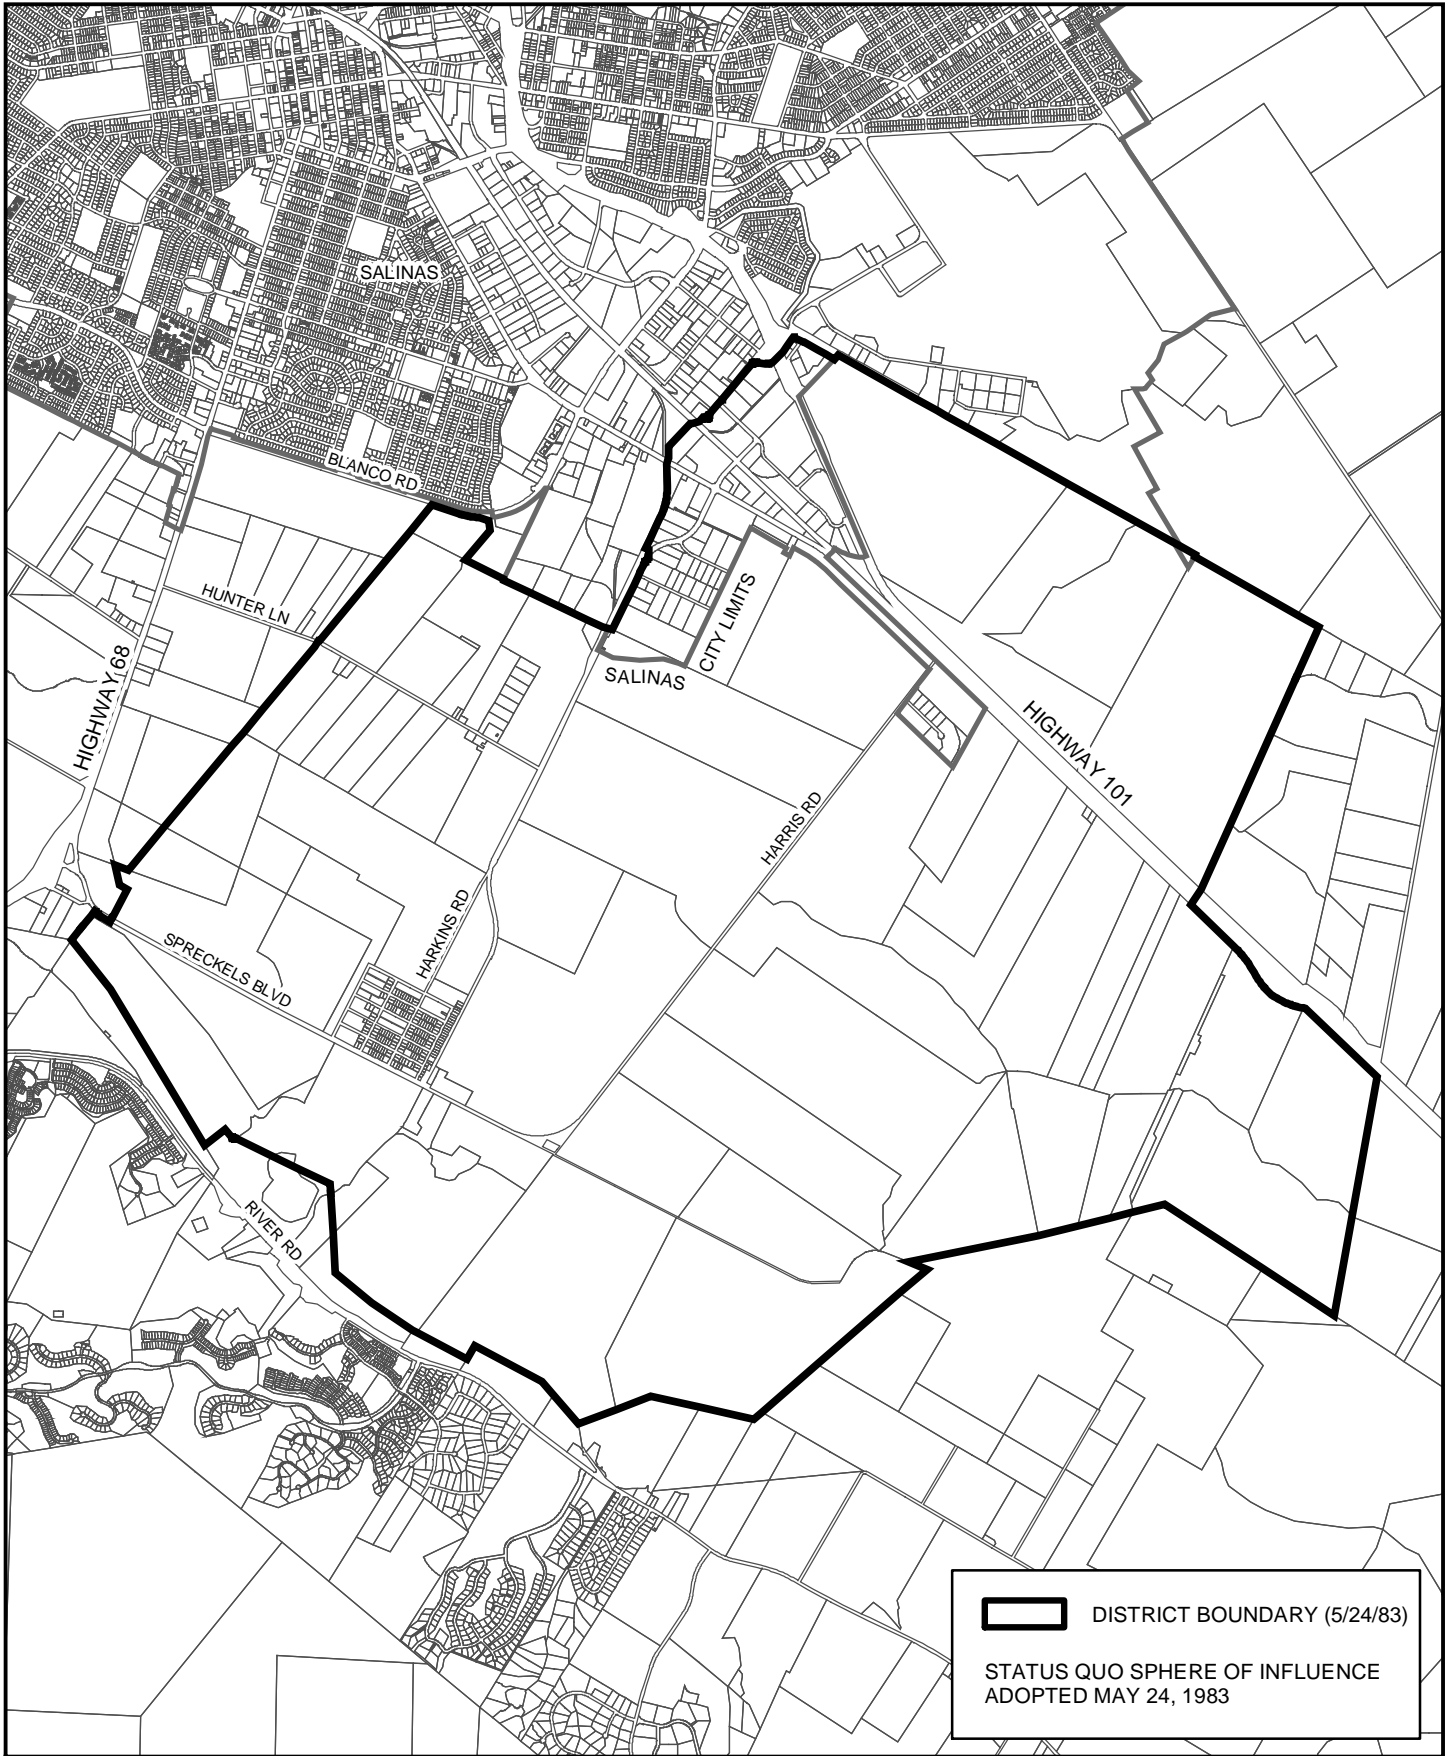 SALINAS
BLANCO RD
HUNTER LN
CITY LIMITS
SALINAS
HIGHWAY 68
HIGHWAY 101
HARRIS RD
HARKINS RD
SPRECKELS BLVD
RIVER RD
DISTRICT BOUNDARY (5/24/83)
STATUS QUO SPHERE OF INFLUENCE
ADOPTED MAY 24, 1983